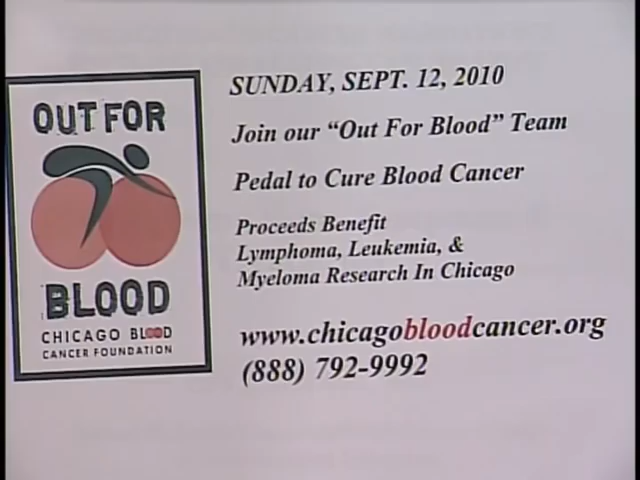 OUT FOR
BLOOD
CHICAGO BLOOD
CANCER FOUNDATION
SUNDAY, SEPT. 12, 2010
Join our “Out For Blood” Team
Pedal to Cure Blood Cancer
Proceeds Benefit
Lymphoma, Leukemia, &
Myeloma Research In Chicago
www.chicagobloodcancer.org
(888) 792-9992